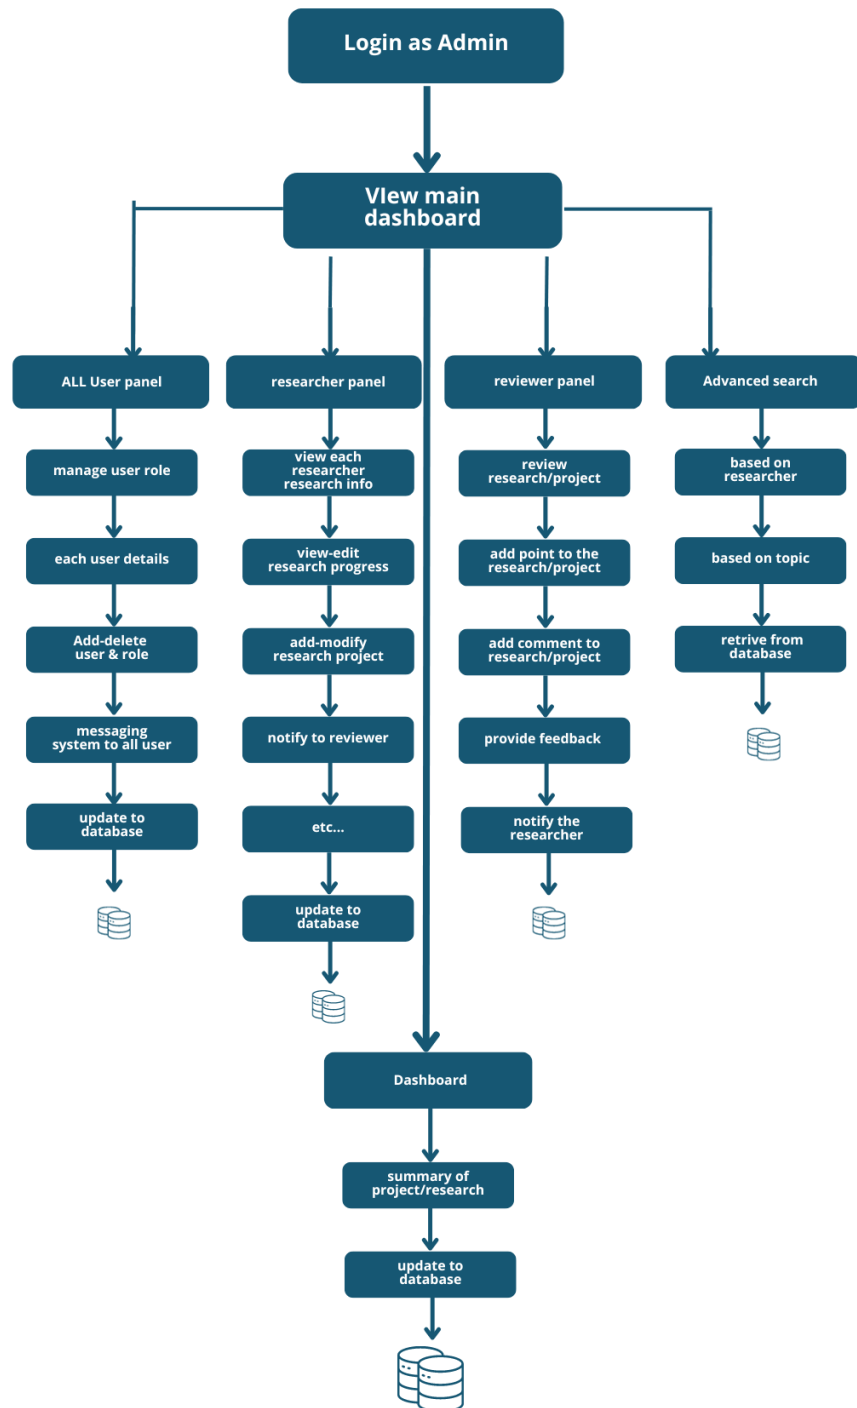 Login as Admin
VIew main
dashboard
ALL User panel
manage user role
each user details
Add-delete
user & role
messaging
system to all user
update to
database
researcher panel
view each
researcher
research info
view-edit
research progress
add-modify
research project
notify to reviewer
etc...
update to
database
reviewer panel
review
research/project
add point to the
research/project
add comment to
research/project
provide feedback
notify the
researcher
Advanced search
based on
researcher
based on topic
retrive from
database
Dashboard
summary of
project/research
update to
database